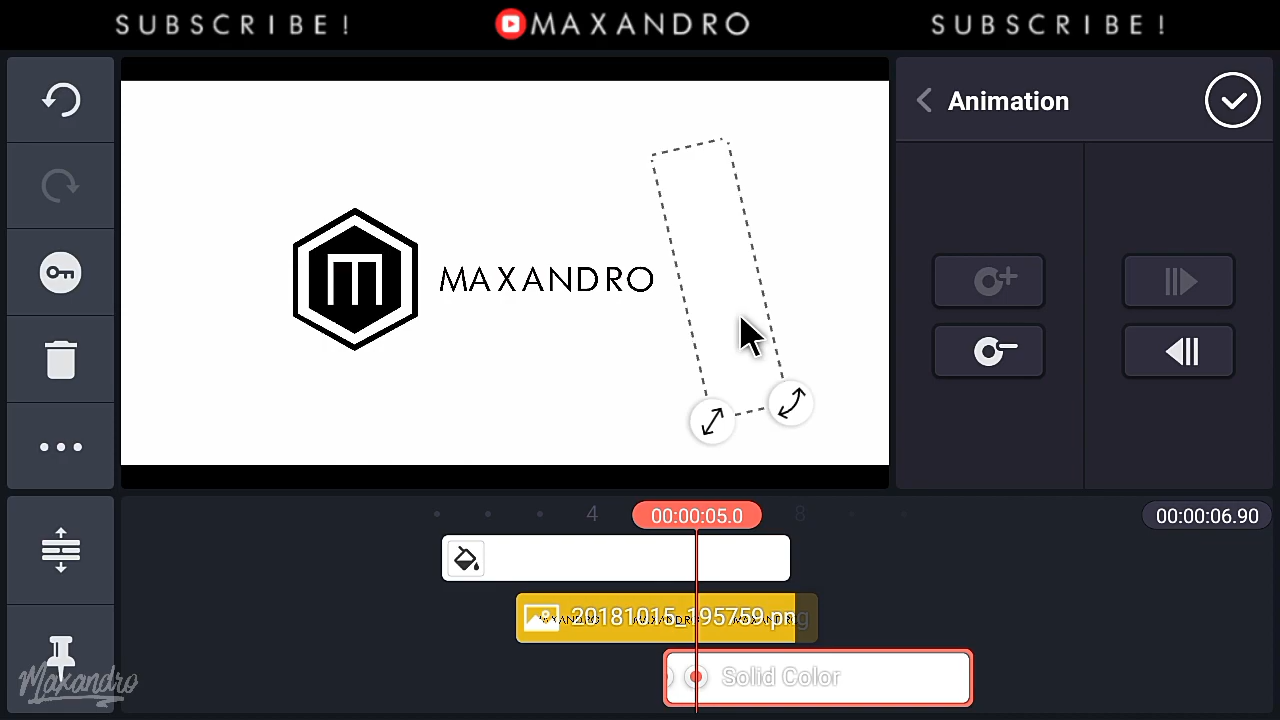 SUBSCRIBE!
MAXANDRO
SUBSCRIBE!
Animation
MAXANDRO
4
00:00:05.0
8
00:00:06.90
20181015_195759.png
Solid Color
Maxandro